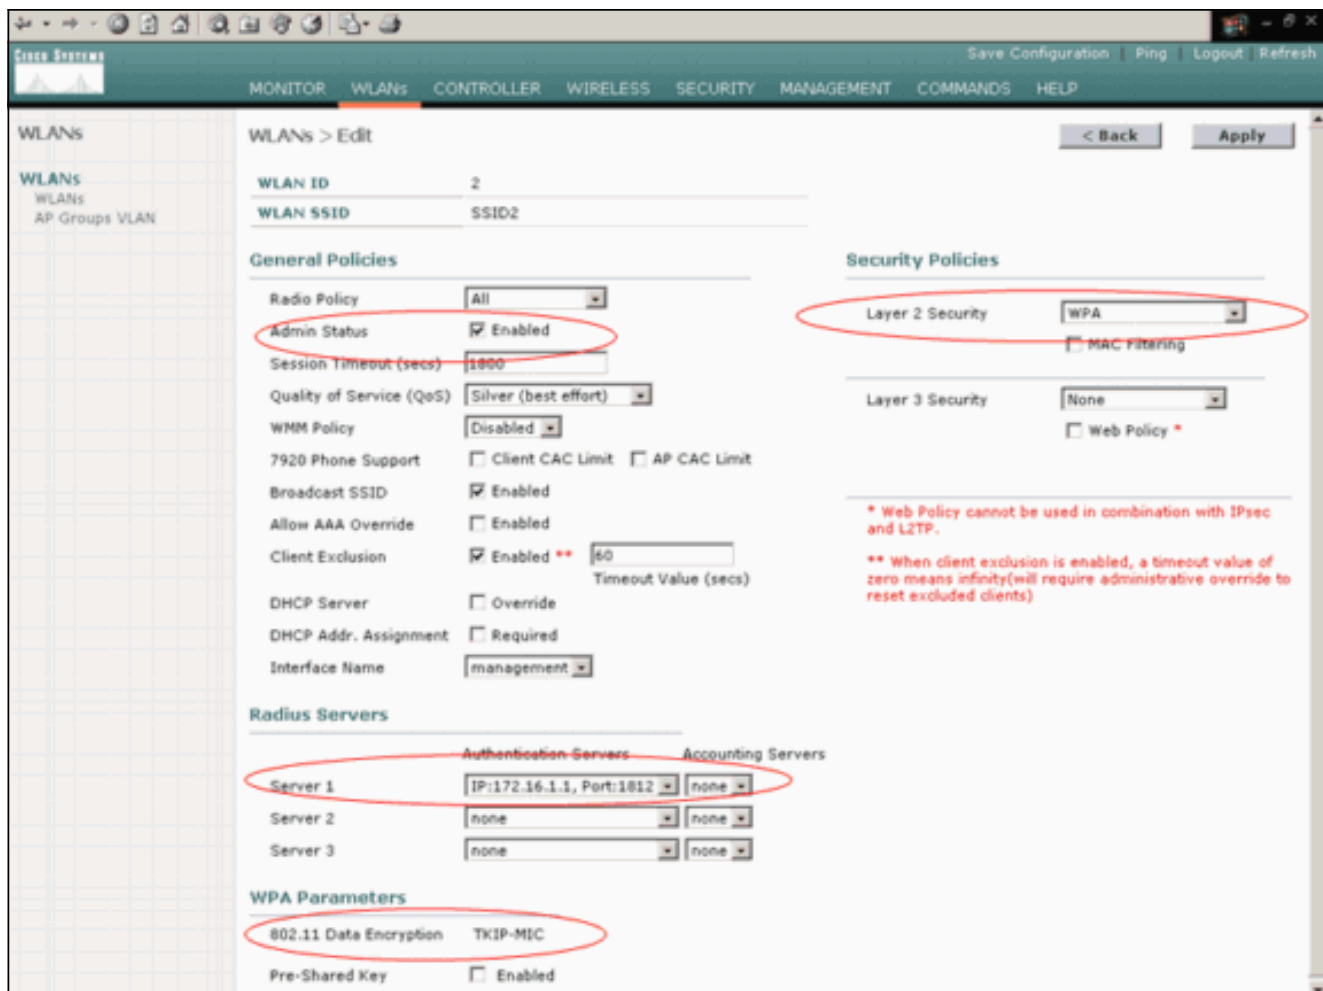 Save Configuration | Ping | Logout | Refresh
CISCO SYSTEMS
MONITOR WLANs CONTROLLER WIRELESS SECURITY MANAGEMENT COMMANDS HELP
WLANs
WLANs
WLANs
AP Groups VLAN
WLANs > Edit
< Back
Apply
WLAN ID 2
WLAN SSID SSID2
General Policies
Radio Policy All
Admin Status Enabled
Session Timeout (secs) 1800
Quality of Service (QoS) Silver (best effort)
WMM Policy Disabled
7920 Phone Support Client CAC Limit AP CAC Limit
Broadcast SSID Enabled
Allow AAA Override Enabled
Client Exclusion Enabled ** 60
Timeout Value (secs)
DHCP Server Override
DHCP Addr. Assignment Required
Interface Name management
Security Policies
Layer 2 Security WPA
MAC Filtering
Layer 3 Security None
Web Policy *
* Web Policy cannot be used in combination with IPsec
and L2TP.
** When client exclusion is enabled, a timeout value of
zero means infinity(will require administrative override to
reset excluded clients)
Radius Servers
Authentication Servers Accounting Servers
Server 1 IP:172.16.1.1, Port:1812 none
Server 2 none none
Server 3 none none
WPA Parameters
802.11 Data Encryption TKIP-MIC
Pre-Shared Key Enabled